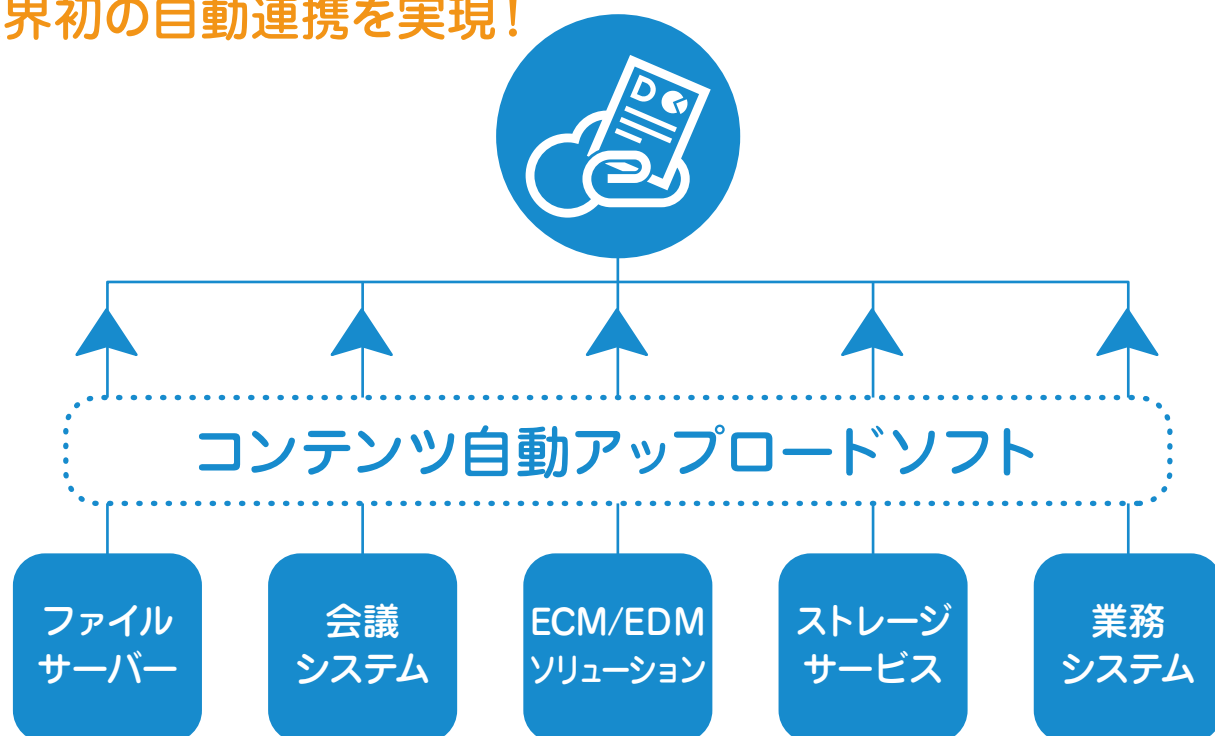 界初の自動連携を実現！
D
コンテンツ自動アップロードソフト
ファイル
サーバー
会議
システム
ECM/EDM
ソリューション
ストレージ
サービス
業務
システム